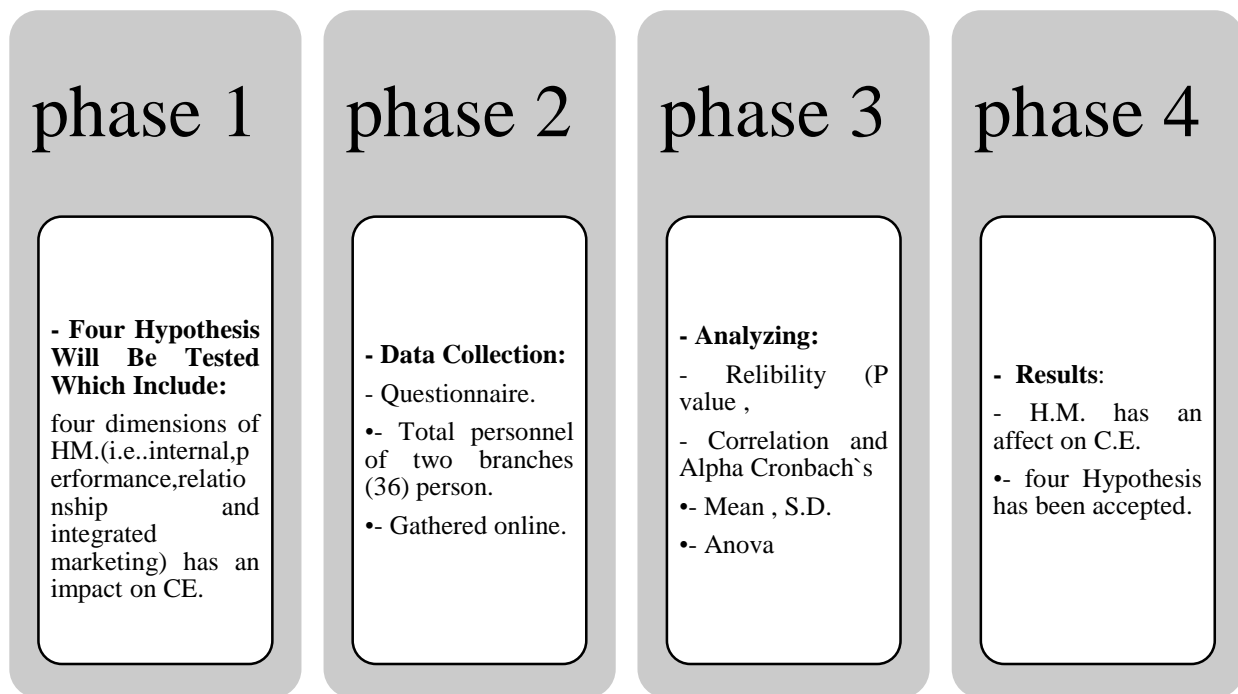 phase 1
- Four Hypothesis
Will Be Tested
Which Include:
four dimensions of
HM.(i.e..internal,p
erformance,relatio
nship and
integrated
marketing) has an
impact on CE.
phase 2
- Data Collection:
- Questionnaire.
•- Total personnel
of two branches
(36) person.
•- Gathered online.
phase 3
- Analyzing:
- Relibility (P
value ,
- Correlation and
Alpha Cronbach`s
•- Mean , S.D.
•- Anova
phase 4
- Results:
- H.M. has an
affect on C.E.
•- four Hypothesis
has been accepted.